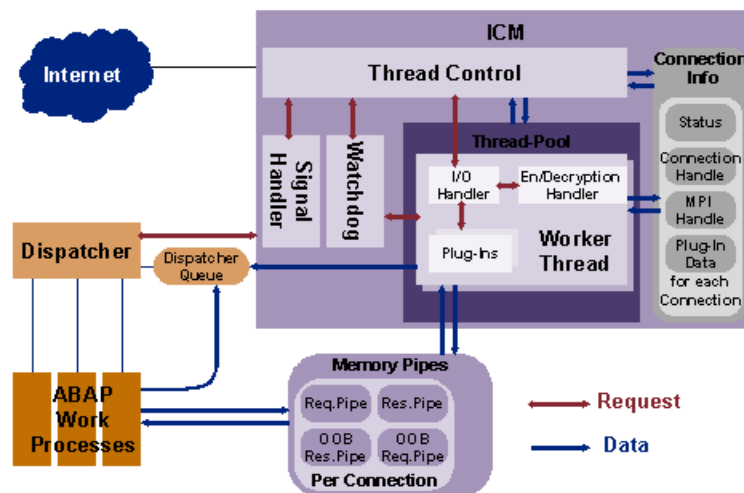 ICM
Internet
Thread Control
Connection
Info
Status
Connection
Handle
MPI
Handle
Plug-In
Data
for each
Connection
Signal
Handler
Watchdog
Thread-Pool
I/O
Handler
En/Decryption
Handler
Plug-Ins
Worker
Thread
Dispatcher
Dispatcher
Queue
ABAP
Work
Processes
Memory Pipes
Req.Pipe
Res.Pipe
OOB
Res.Pipe
OOB
Req.Pipe
Per Connection
Request
Data